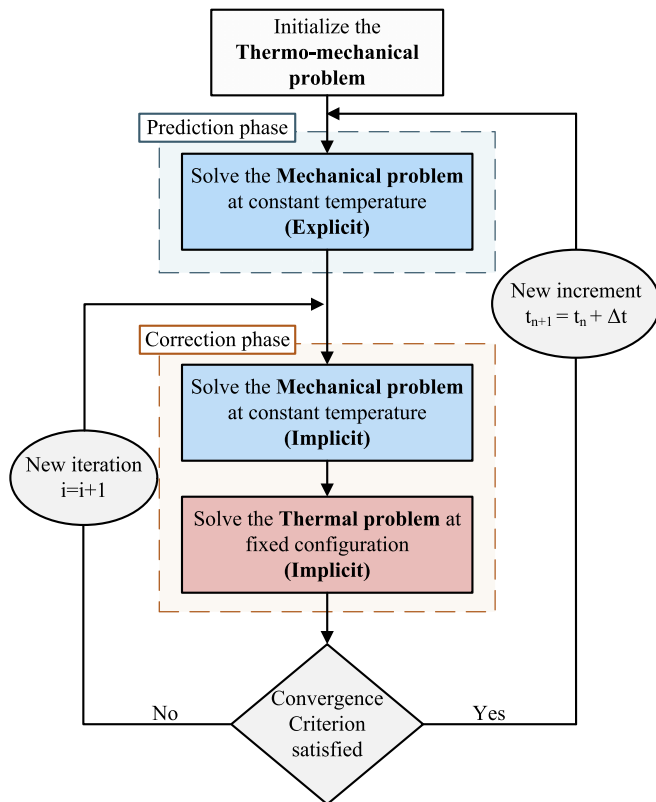 Initialize the
Thermo-mechanical
problem
Prediction phase
Solve the Mechanical problem
at constant temperature
(Explicit)
New increment
tₙ₊₁ = tₙ + Δt
Correction phase
Solve the Mechanical problem
at constant temperature
(Implicit)
New iteration
i=i+1
Solve the Thermal problem at
fixed configuration
(Implicit)
Convergence
Criterion
satisfied
No
Yes